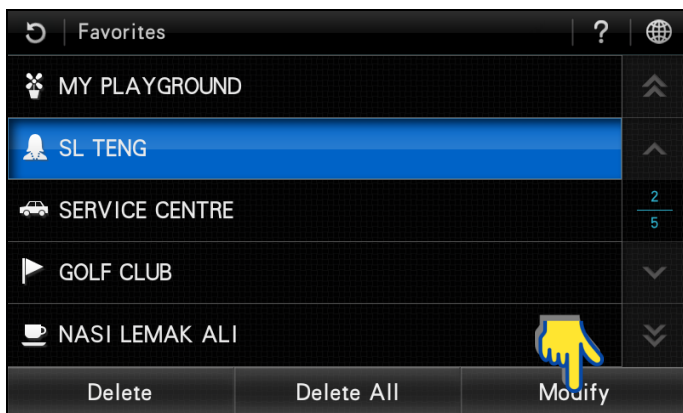 Favorites ?
MY PLAYGROUND
SL TENG
SERVICE CENTRE
2
5
GOLF CLUB
NASI LEMAK ALI
Delete Delete All Modify